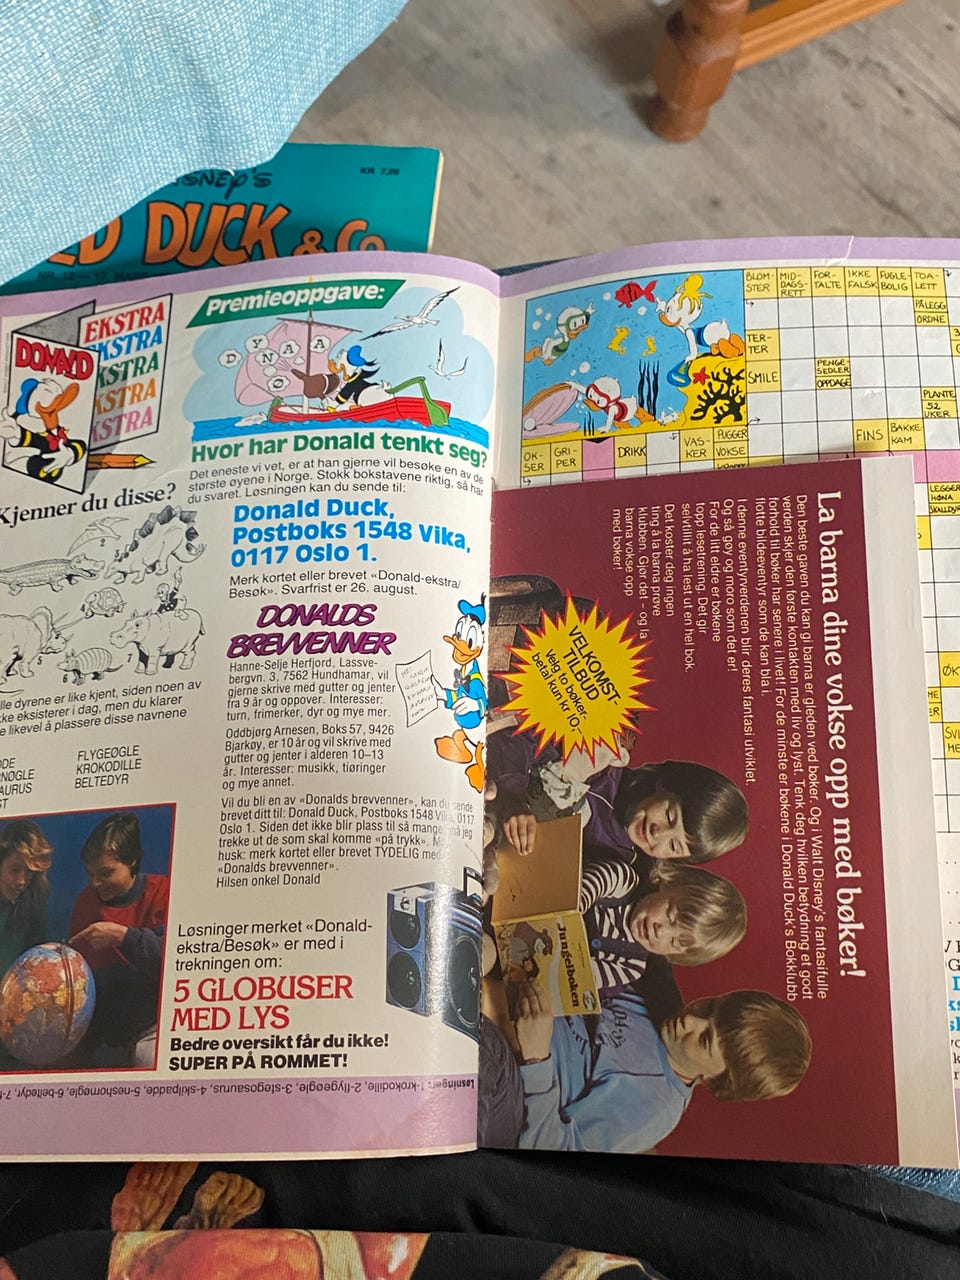 KR 7,20
DUCK & Co
NR. 12 — 17. MARS
EKSTRA
EKSTRA
EKSTRA
EKSTRA
EKSTRA
DONALD
Premieoppgave:
D Y N A A Ø
Hvor har Donald tenkt seg?
Det eneste vi vet, er at han gjerne vil besøke en av de
største øyene i Norge. Stokk bokstavene riktig, så har
du svaret. Løsningen kan du sende til:
Donald Duck,
Postboks 1548 Vika,
0117 Oslo 1.
Merk kortet eller brevet «Donald-ekstra/
Besøk». Svarfrist er 26. august.
Kjenner du disse?
2
5
6
lle dyrene er like kjent, siden noen av
ke eksisterer i dag, men du klarer
e likevel å plassere disse navnene
FLYGEØGLE
KROKODILLE
BELTEDYR
DONALDS
BREVVENNER
Hanne-Selje Herfjord, Lassve-
bergvn. 3, 7562 Hundhamar, vil
gjerne skrive med gutter og jenter
fra 9 år og oppover. Interesser:
turn, frimerker, dyr og mye mer.
Oddbjørg Arnesen, Boks 57, 9426
Bjarkøy, er 10 år og vil skrive med
gutter og jenter i alderen 10–13
år. Interesser: musikk, tiøringer
og mye annet.
Vil du bli en av «Donalds brevvenner», kan du sende
brevet ditt til: Donald Duck, Postboks 1548 Vika, 0117
Oslo 1. Siden det ikke blir plass til så mange, må jeg
trekke ut de som skal komme «på trykk». M
husk: merk kortet eller brevet TYDELIG med
«Donalds brevvenner».
Hilsen onkel Donald
Løsninger merket «Donald-
ekstra/Besøk» er med i
trekningen om:
5 GLOBUSER
MED LYS
Bedre oversikt får du ikke!
SUPER PÅ ROMMET!
Løsninger: 1-krokodille, 2-flygeøgle, 3-stegosaurus, 4-skilpadde, 5-neshornøgle, 6-beltedyr, 7-f
BLOM-
STER
MID-
DAGS-
RETT
FOR-
TALTE
IKKE
FALSK
FUGLE-
BOLIG
TOA-
LETT
PÅLEGG
ORDNE
TER-
TER
SMILE
PENGE-
SEDLER
OPPDAGE
PLANTE
52
UKER
OK-
SER
GRI-
PER
DRIKK
VAS-
KER
PUGGER
VOKSE
FINS
BAKKE-
KAM
LEGGER
HØNA
SKALLDYR
La barna dine vokse opp med bøker!
Den beste gaven du kan gi barna er gleden ved bøker. Og i Walt Disney's fantasifulle
verden skjer den første kontakten med liv og lyst. Tenk deg hvilken betydning et godt
forhold til bøker har senere i livet! For de minste er bøkene i Donald Duck's Bokklubb
flotte bildeeventyr som de kan bla i.
I denne eventyrverdenen blir deres fantasi utviklet.
Og så gøy og moro som det er!
For de litt eldre er bøkene
topp lesetrening. Det gir
selvtillit å ha lest ut en hel bok.
Det koster deg ingen
ting å la barna prøve
klubben. Gjør det – og la
barna vokse opp
med bøker!
VELKOMST-
TILBUD
Velg to bøker-
betal kun kr 10,-
Jungelboken